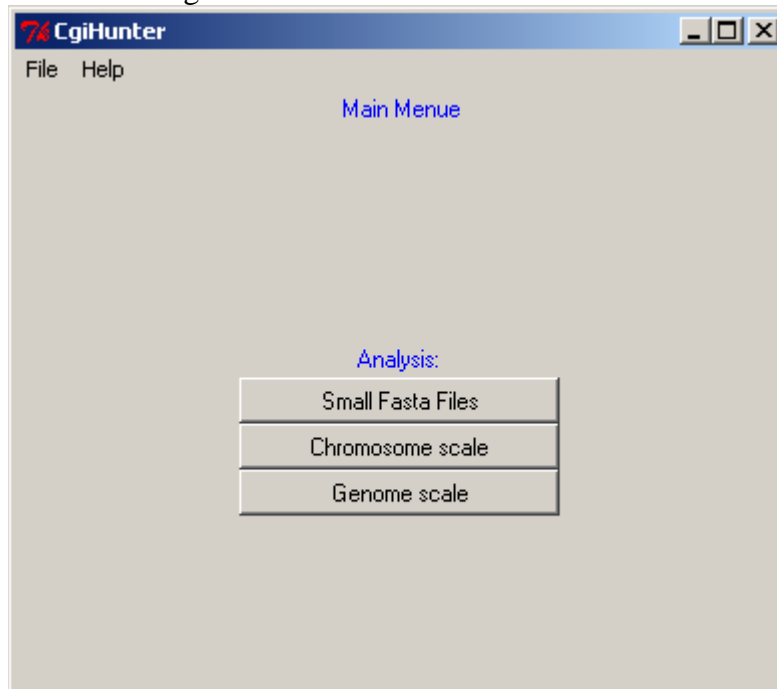 CgiHunter
File Help
Main Menue
Analysis:
Small Fasta Files
Chromosome scale
Genome scale